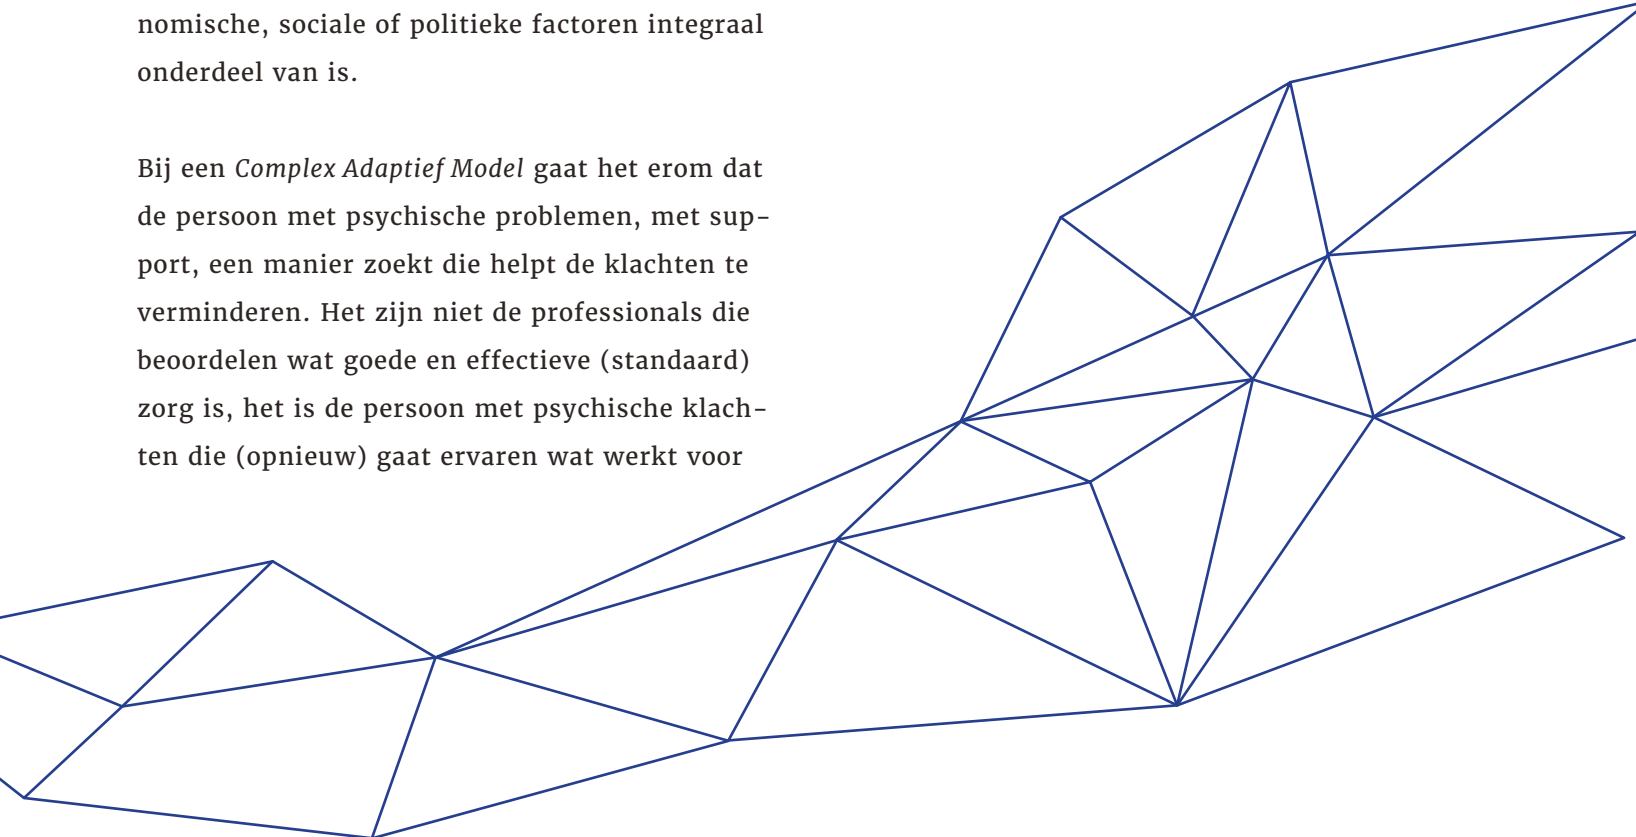 nomische, sociale of politieke factoren integraal
onderdeel van is.
Bij een Complex Adaptief Model gaat het erom dat
de persoon met psychische problemen, met sup-
port, een manier zoekt die helpt de klachten te
verminderen. Het zijn niet de professionals die
beoordelen wat goede en effectieve (standaard)
zorg is, het is de persoon met psychische klach-
ten die (opnieuw) gaat ervaren wat werkt voor